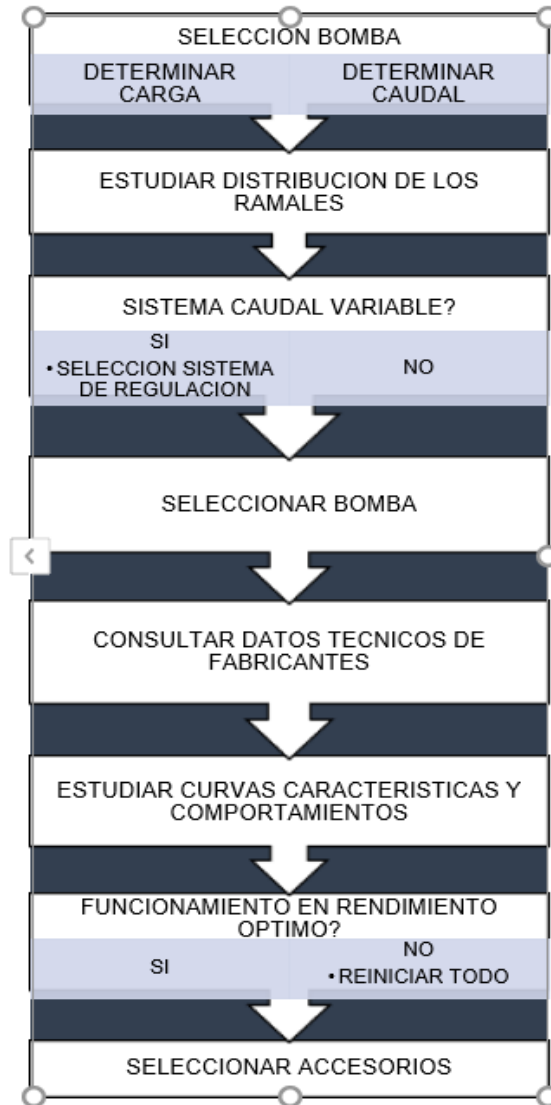 SELECCION BOMBA
DETERMINAR
CARGA
DETERMINAR
CAUDAL
ESTUDIAR DISTRIBUCION DE LOS
RAMALES
SISTEMA CAUDAL VARIABLE?
SI
•SELECCION SISTEMA
DE REGULACION
NO
SELECCIONAR BOMBA
CONSULTAR DATOS TECNICOS DE
FABRICANTES
ESTUDIAR CURVAS CARACTERISTICAS Y
COMPORTAMIENTOS
FUNCIONAMIENTO EN RENDIMIENTO
OPTIMO?
SI
NO
•REINICIAR TODO
SELECCIONAR ACCESORIOS